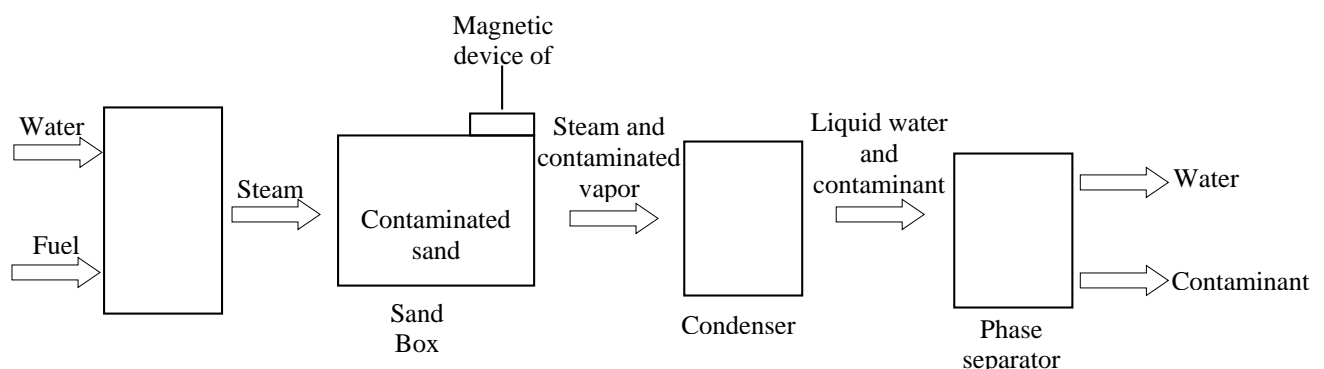 Magnetic
device of
Water
Fuel
Steam
Contaminated
sand
Sand
Box
Steam and
contaminated
vapor
Condenser
Liquid water
and
contaminant
Phase
separator
Water
Contaminant